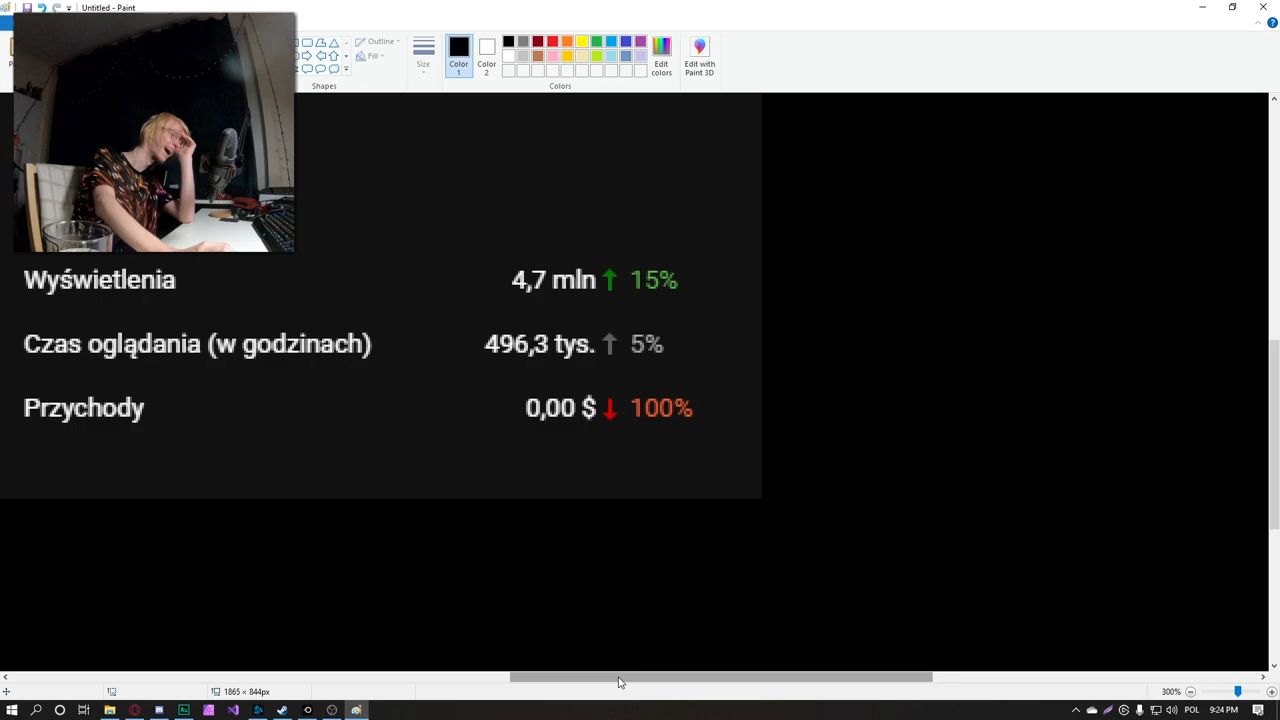 Untitled - Paint
Outline
Fill
Shapes
Size
Color 1
Color 2
Edit colors
Edit with Paint 3D
Colors
Wyświetlenia 4,7 mln ↑ 15%
Czas oglądania (w godzinach) 496,3 tys. ↑ 5%
Przychody 0,00 $ ↓ 100%
1865 × 844px
300%
POL 9:24 PM